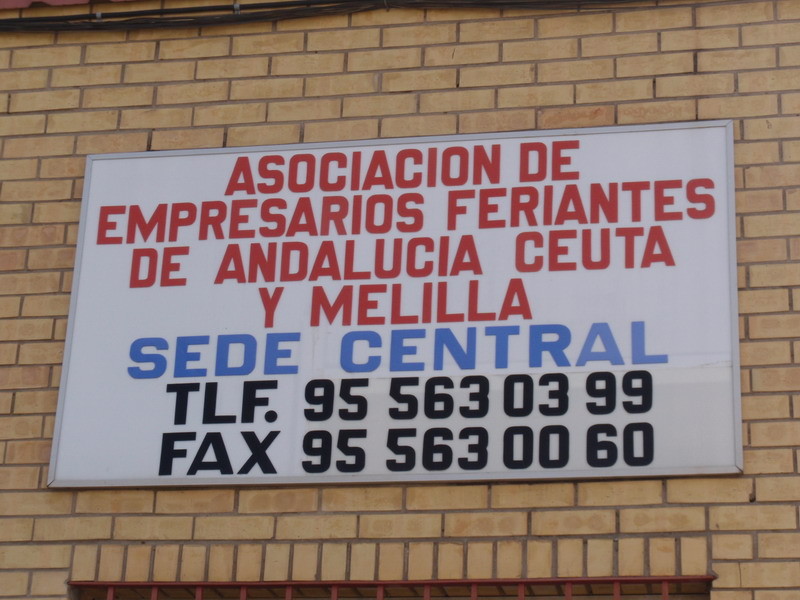 ASOCIACION DE
EMPRESARIOS FERIANTES
DE ANDALUCIA CEUTA
Y MELILLA
SEDE CENTRAL
TLF. 95 563 03 99
FAX 95 563 00 60